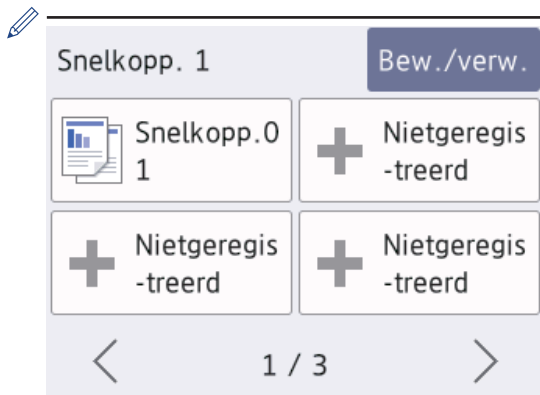 Snelkopp. 1
Bew./verw.
Snelkopp.0
1
Nietgeregis
-treerd
Nietgeregis
-treerd
Nietgeregis
-treerd
1 / 3